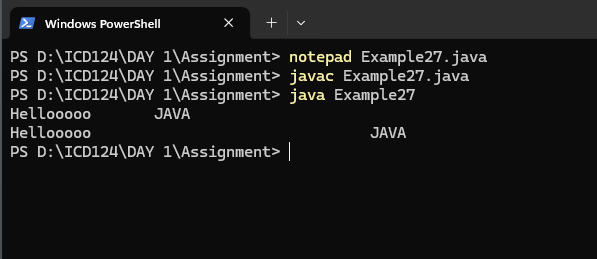 Windows PowerShell
PS D:\ICD124\DAY 1\Assignment> notepad Example27.java
PS D:\ICD124\DAY 1\Assignment> javac Example27.java
PS D:\ICD124\DAY 1\Assignment> java Example27
Hellooooo       JAVA
Hellooooo                               JAVA
PS D:\ICD124\DAY 1\Assignment>